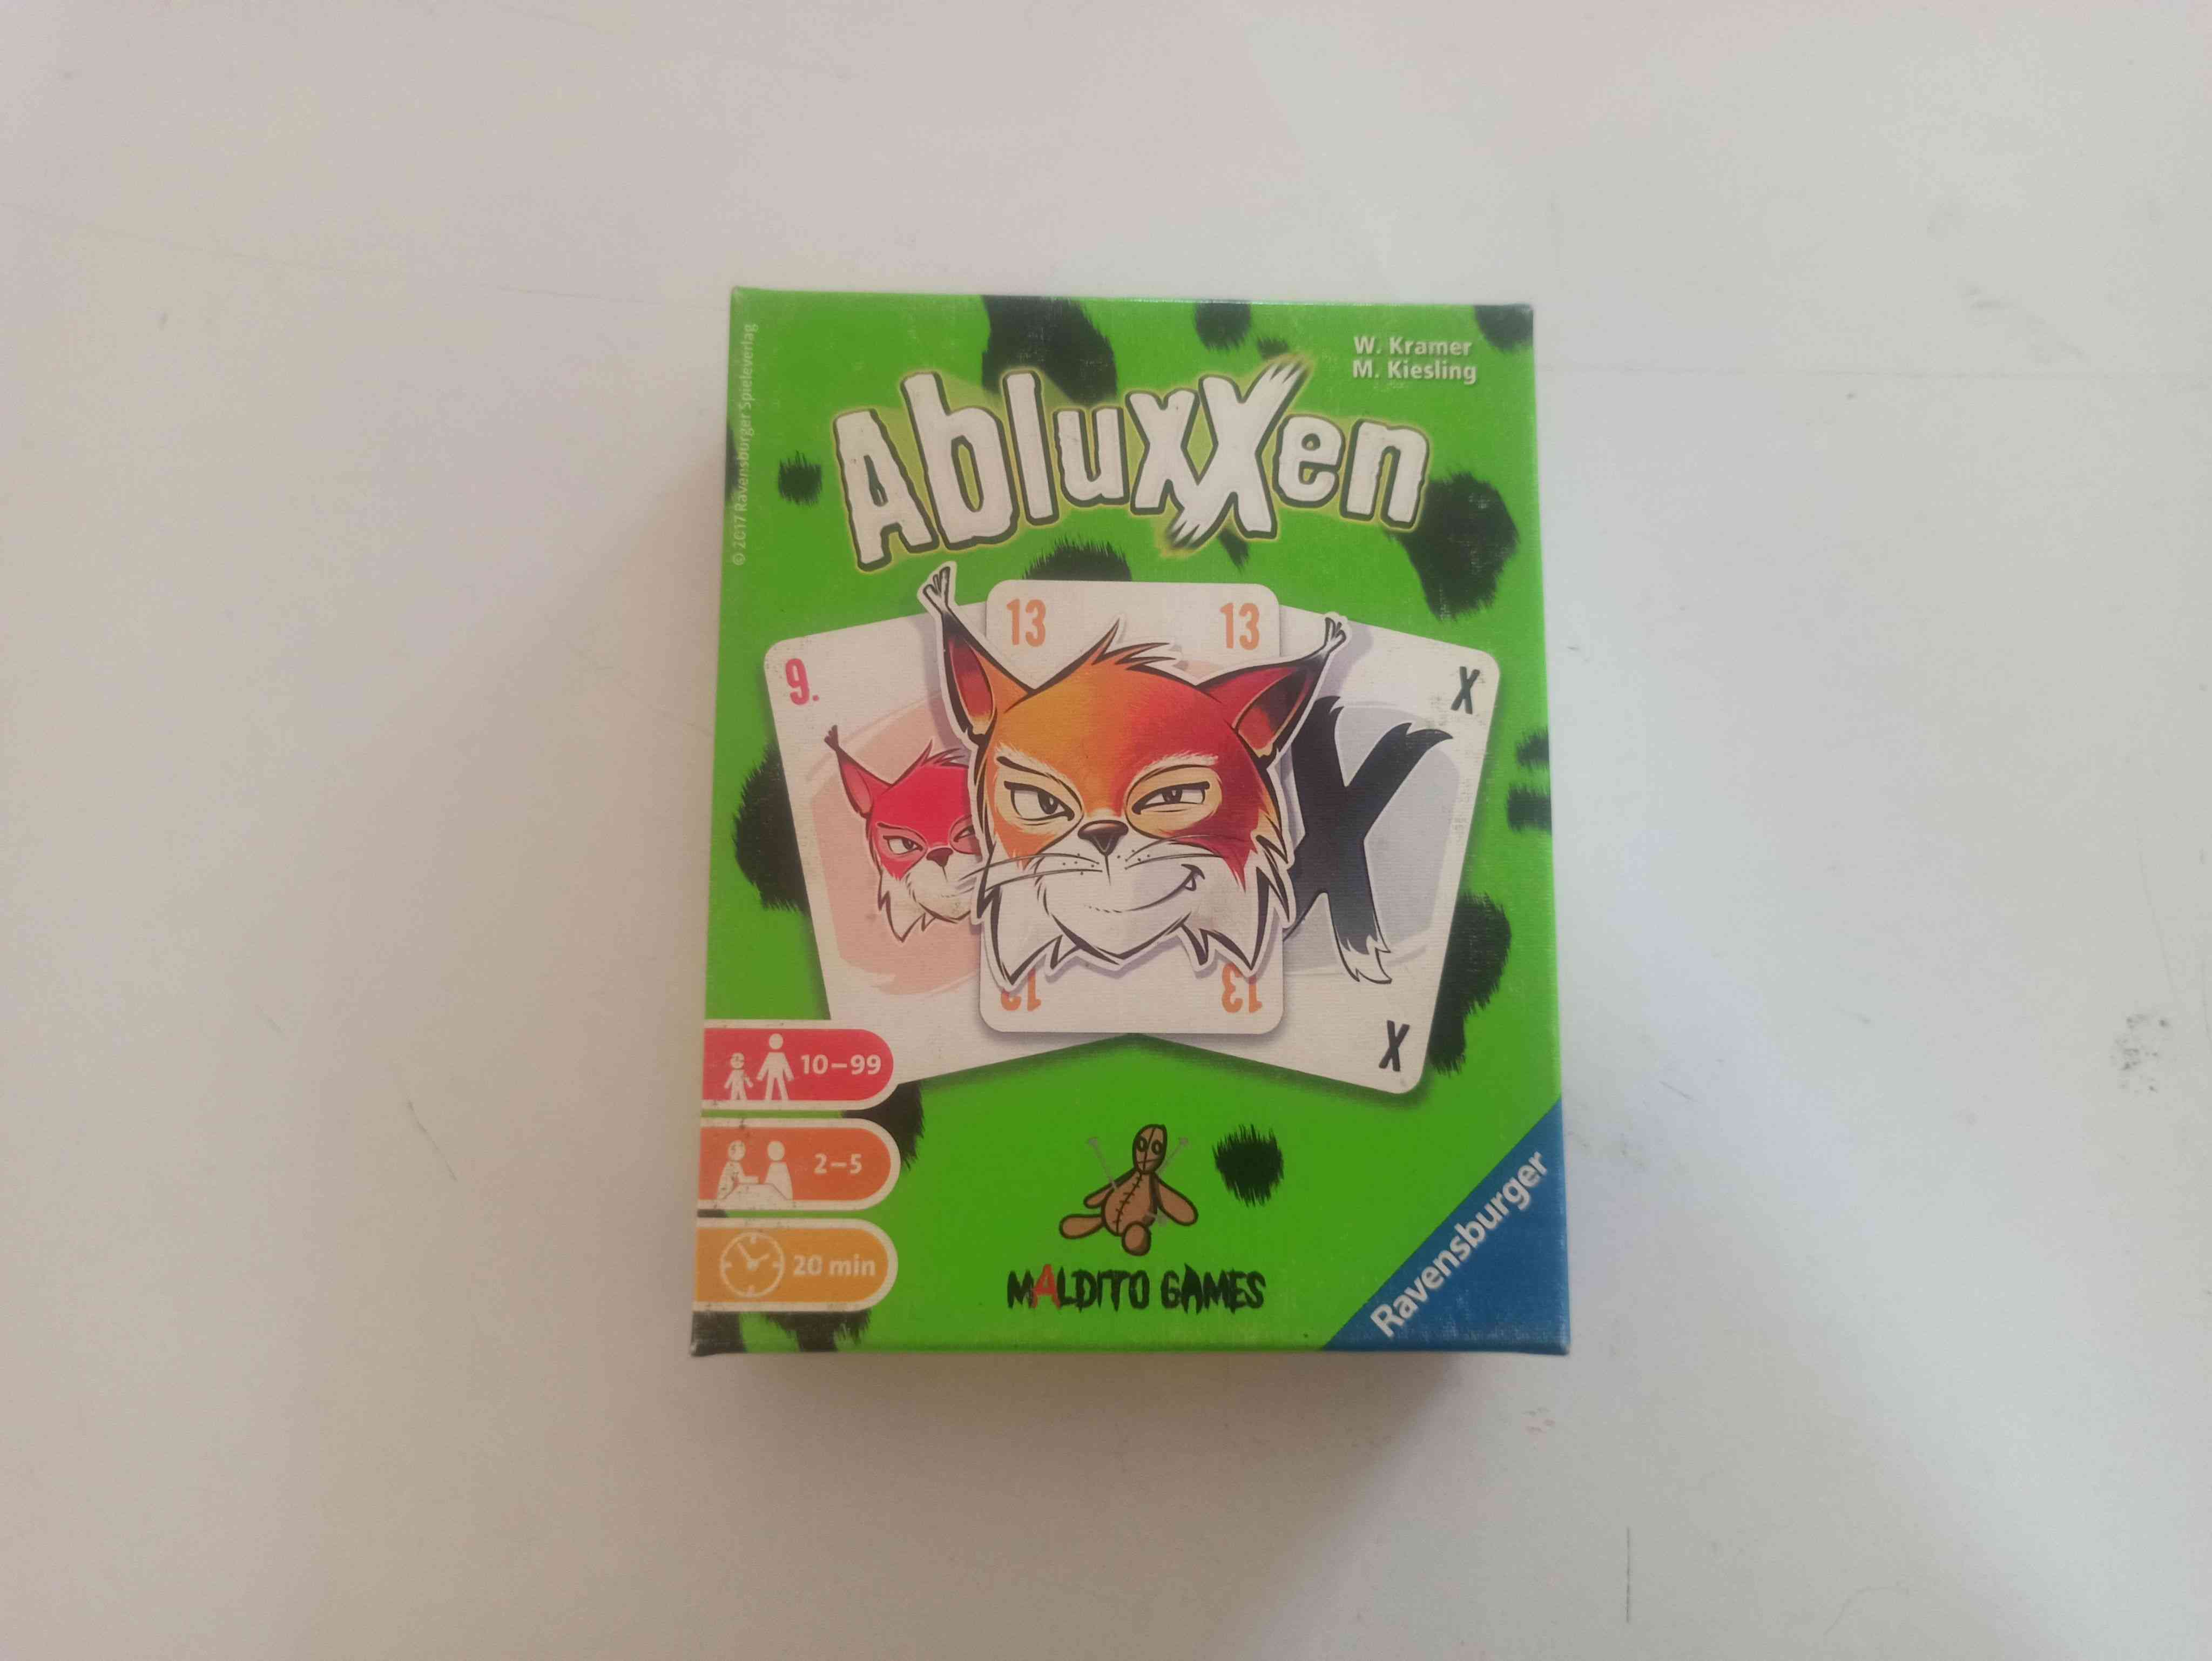 © 2017 Ravensburger Spieleverlag
W. Kramer
M. Kiesling
Abluxxen
13 13
9.
X
X
13 13
X
10–99
2–5
20 min
MALDITO GAMES
Ravensburger